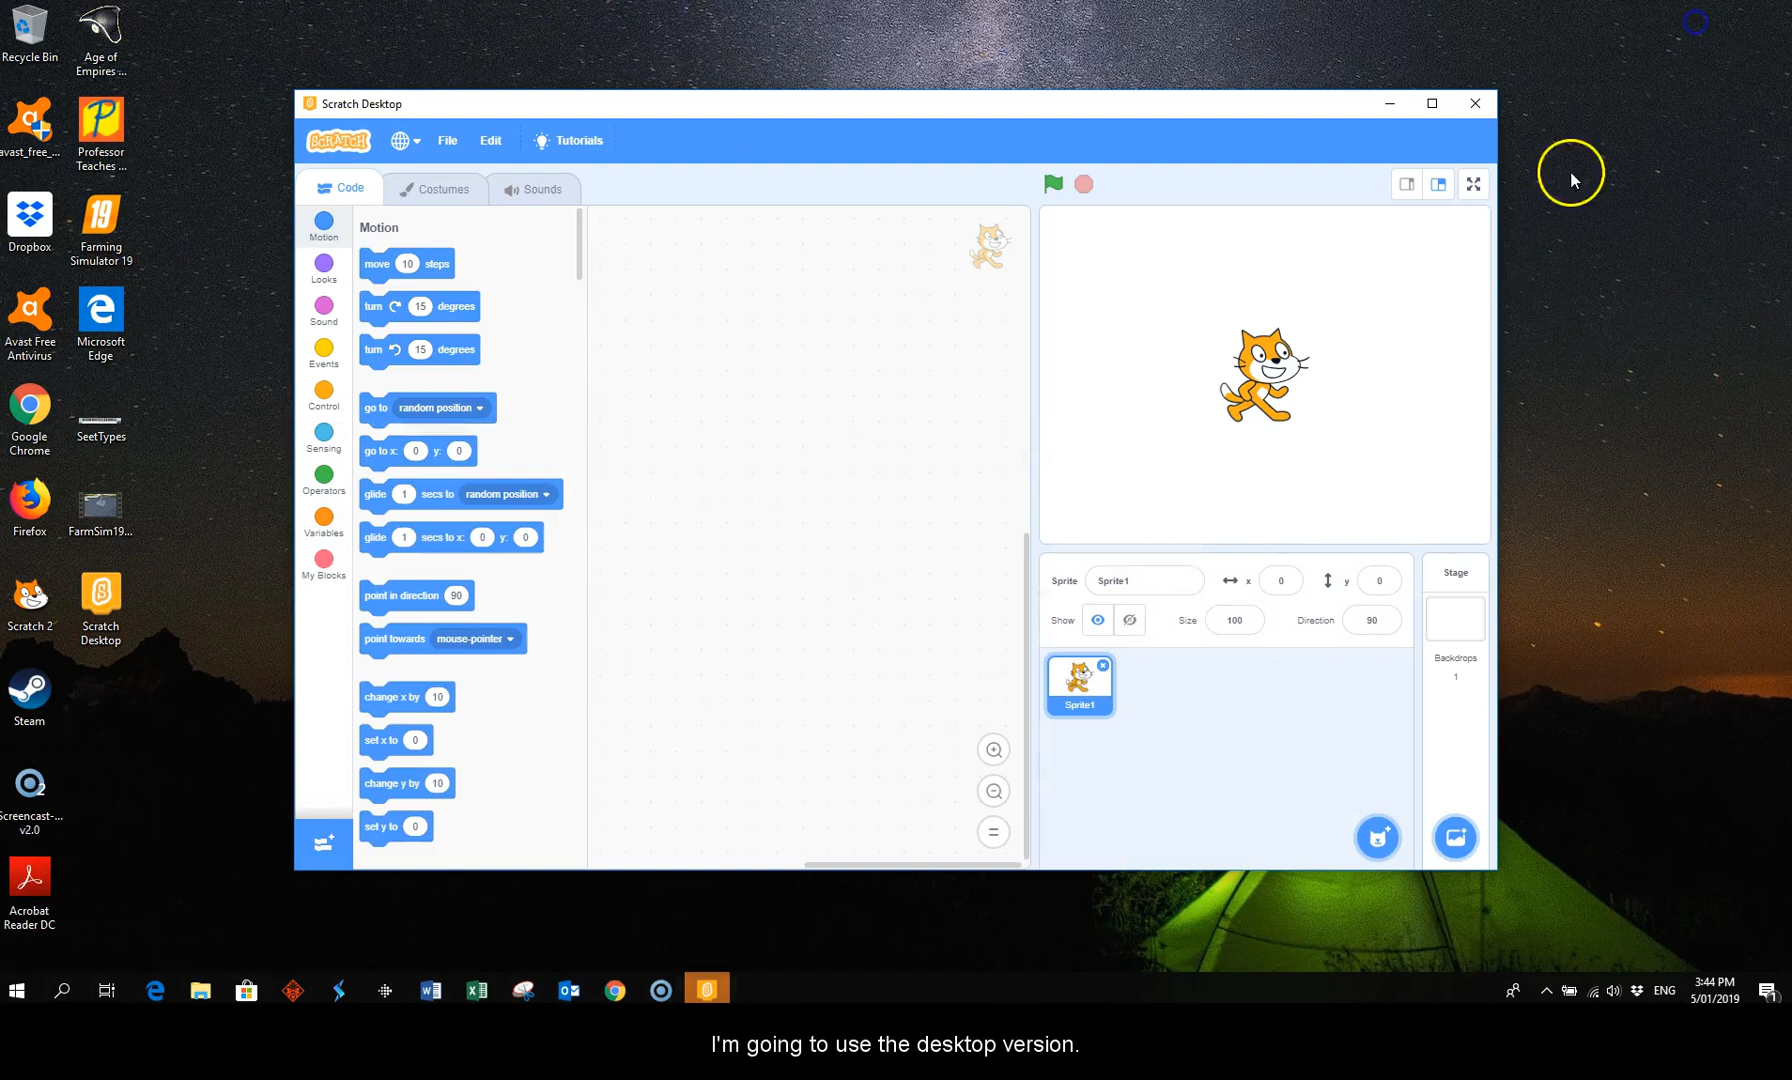 Recycle Bin
Age of
Empires ...
avast_free_...
Professor
Teaches ...
Dropbox
Farming
Simulator 19
Avast Free
Antivirus
Microsoft
Edge
Google
Chrome
SeetTypes
Firefox
FarmSim19...
Scratch 2
Scratch
Desktop
Steam
Screencast-...
v2.0
Acrobat
Reader DC
Scratch Desktop
SCRATCH
File
Edit
Tutorials
Code
Costumes
Sounds
Motion
Looks
Sound
Events
Control
Sensing
Operators
Variables
My Blocks
Motion
move 10 steps
turn 15 degrees
turn 15 degrees
go to random position
go to x: 0 y: 0
glide 1 secs to random position
glide 1 secs to x: 0 y: 0
point in direction 90
point towards mouse-pointer
change x by 10
set x to 0
change y by 10
set y to 0
Sprite Sprite1 x 0 y 0
Show Size 100 Direction 90
Sprite1
Stage
Backdrops
1
ENG
3:44 PM
5/01/2019
1
I'm going to use the desktop version.